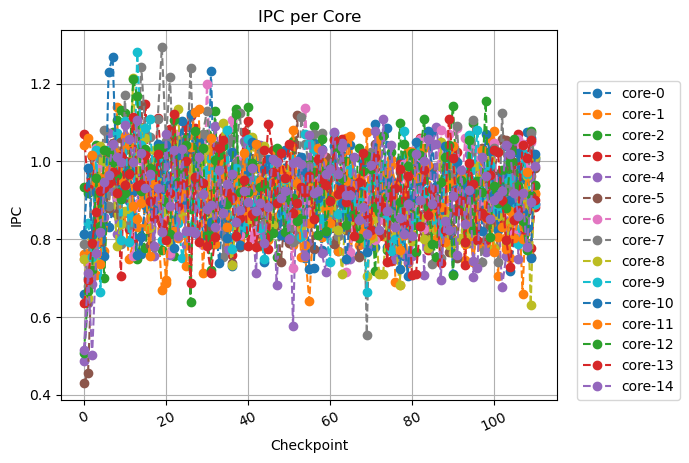 IPC per Core
IPC
1.2
1.0
0.8
0.6
0.4
0
20
40
60
80
100
Checkpoint
core-0
core-1
core-2
core-3
core-4
core-5
core-6
core-7
core-8
core-9
core-10
core-11
core-12
core-13
core-14